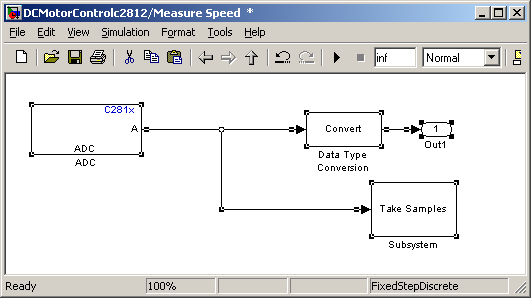 DCMotorControlc2812/Measure Speed *
File Edit View Simulation Format Tools Help
inf Normal
C281x
A
ADC
ADC
Convert
Data Type
Conversion
1
Out1
Take Samples
Subsystem
Ready 100% FixedStepDiscrete